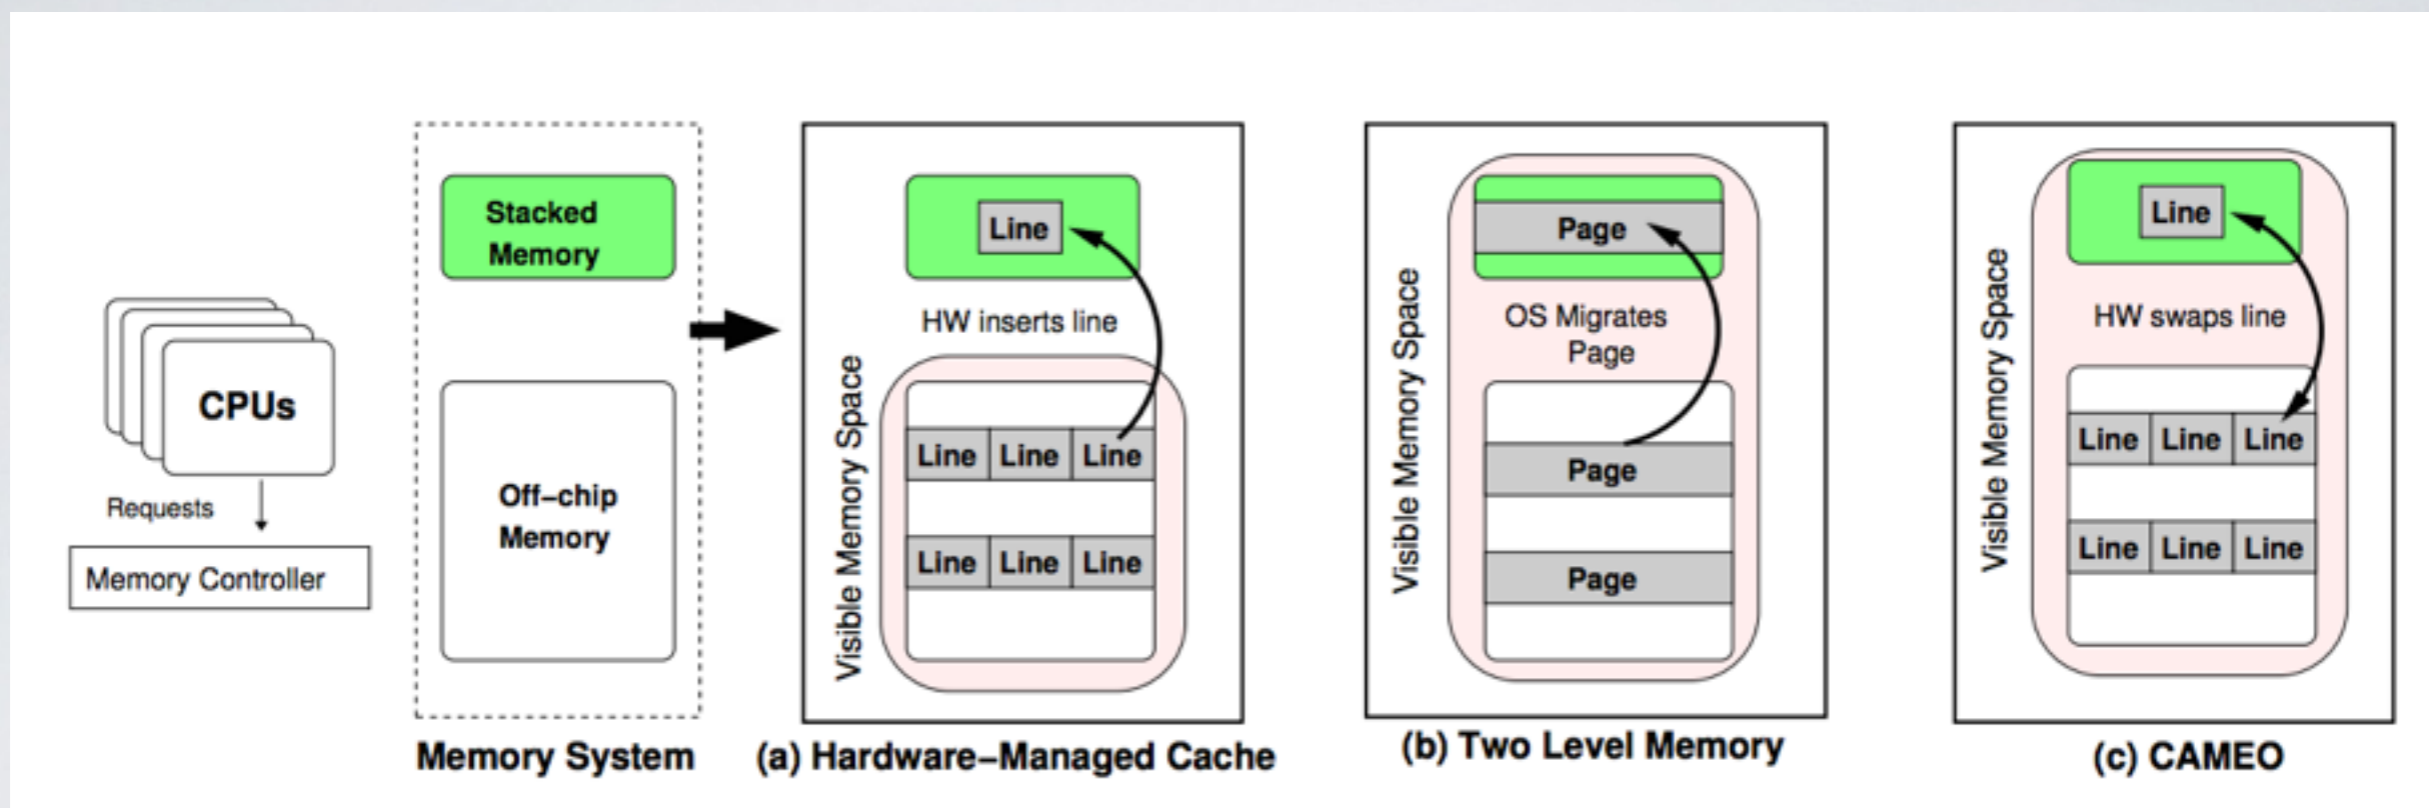 CPUs
Requests
Memory Controller
Stacked
Memory
Off-chip
Memory
Memory System
Line
HW inserts line
Visible Memory Space
Line Line Line
Line Line Line
(a) Hardware-Managed Cache
Page
OS Migrates
Page
Visible Memory Space
Page
Page
(b) Two Level Memory
Line
HW swaps line
Visible Memory Space
Line Line Line
Line Line Line
(c) CAMEO